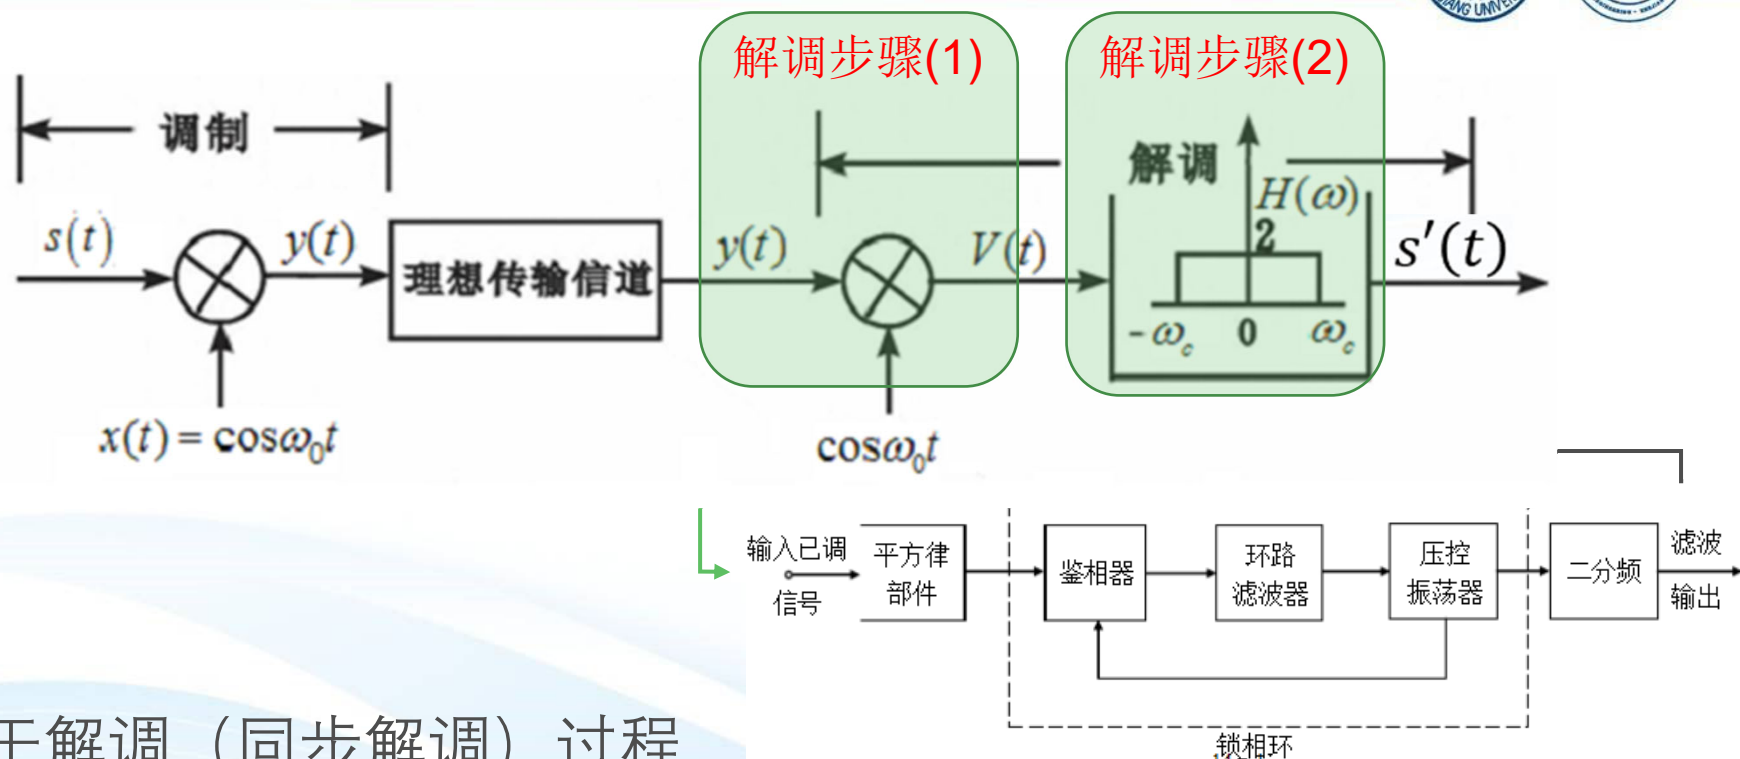 解调步骤(1)
解调步骤(2)
调制
解调
s(t)
y(t)
理想传输信道
y(t)
V(t)
H(ω)
2
-ω_c 0 ω_c
s′(t)
x(t) = cosω₀t
cosω₀t
输入已调
信号
平方律
部件
鉴相器
环路
滤波器
压控
振荡器
二分频
滤波
输出
锁相环
解调（同步解调）过程